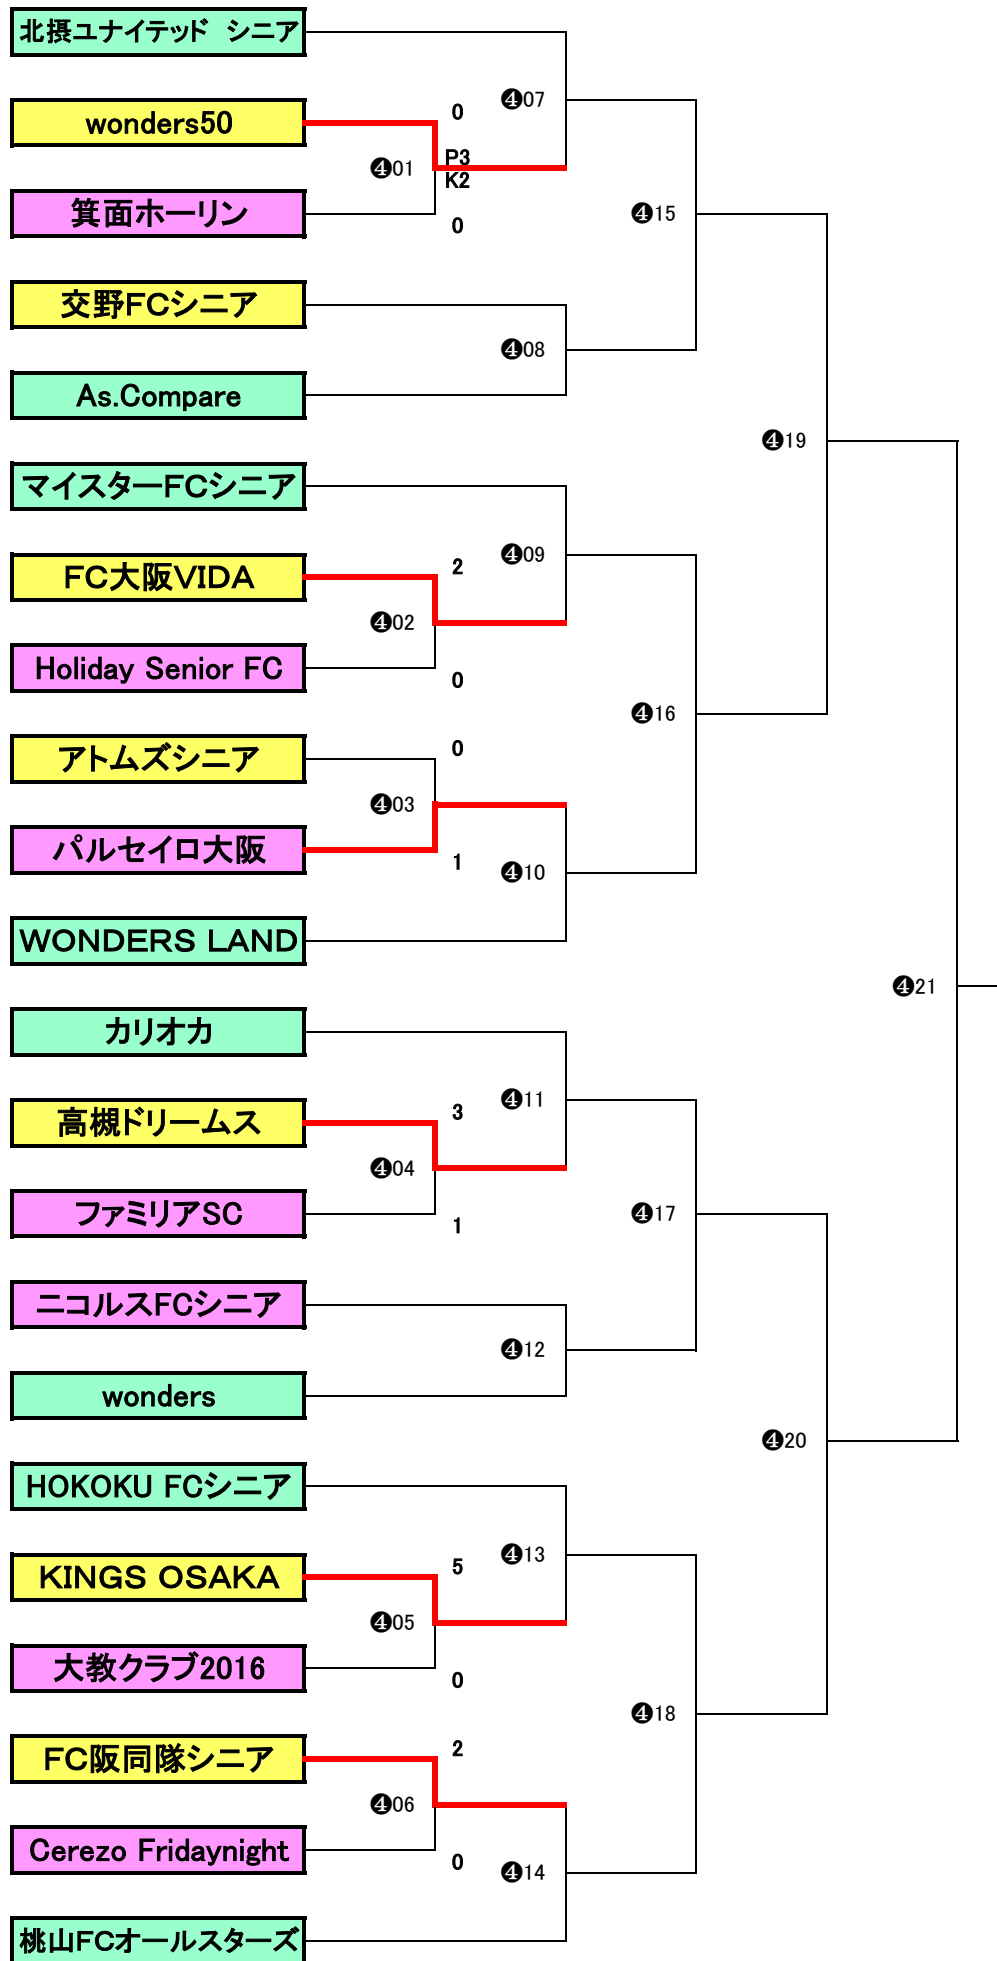 北摂ユナイテッド　シニア
❹07
0
wonders50
❹01
P3
K2
箕面ホーリン
0
❹15
交野FCシニア
❹08
As.Compare
❹19
マイスターFCシニア
❹09
2
FC大阪VIDA
❹02
Holiday Senior FC
0
❹16
0
アトムズシニア
❹03
パルセイロ大阪
1
❹10
WONDERS LAND
❹21
カリオカ
❹11
3
高槻ドリームス
❹04
ファミリアSC
1
❹17
ニコルスFCシニア
❹12
wonders
❹20
HOKOKU FCシニア
❹13
5
KINGS OSAKA
❹05
大教クラブ2016
0
❹18
2
FC阪同隊シニア
❹06
Cerezo Fridaynight
0
❹14
桃山FCオールスターズ